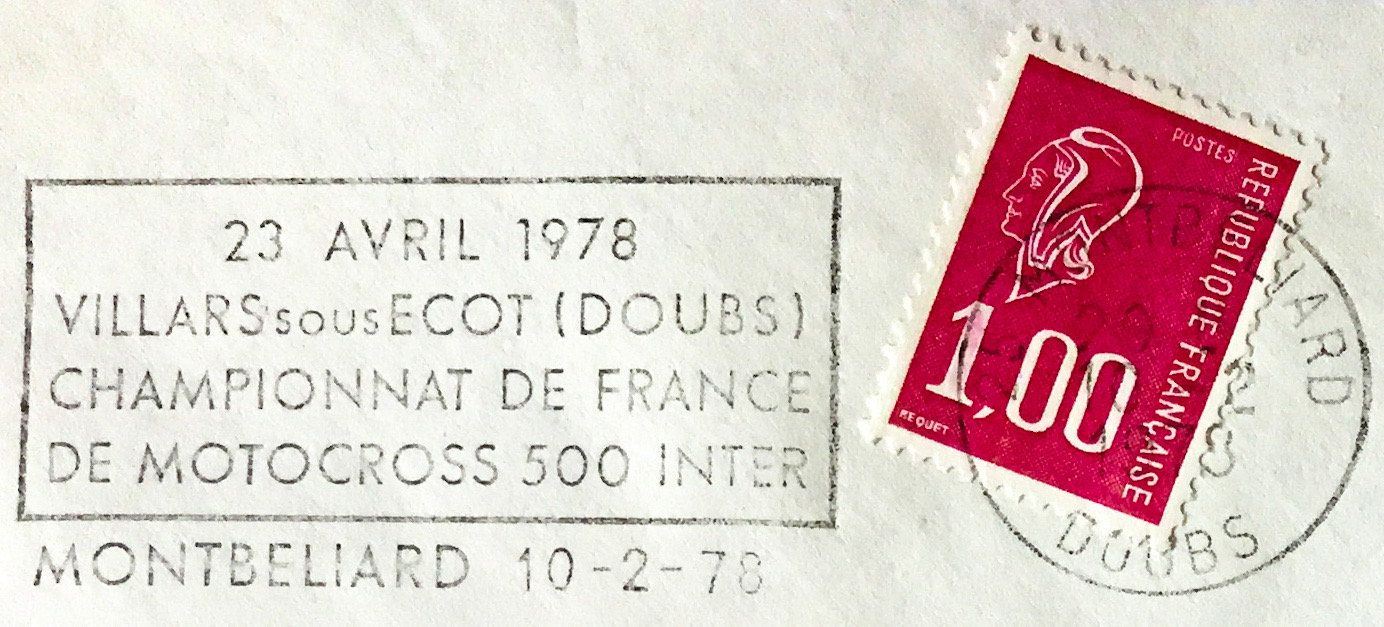 23 AVRIL 1978
VILLARS sous ECOT (DOUBS)
CHAMPIONNAT DE FRANCE
DE MOTOCROSS 500 INTER
MONTBELIARD 10-2-78
POSTES
REPUBLIQUE FRANÇAISE
1,00
BEQUET
DOUBS